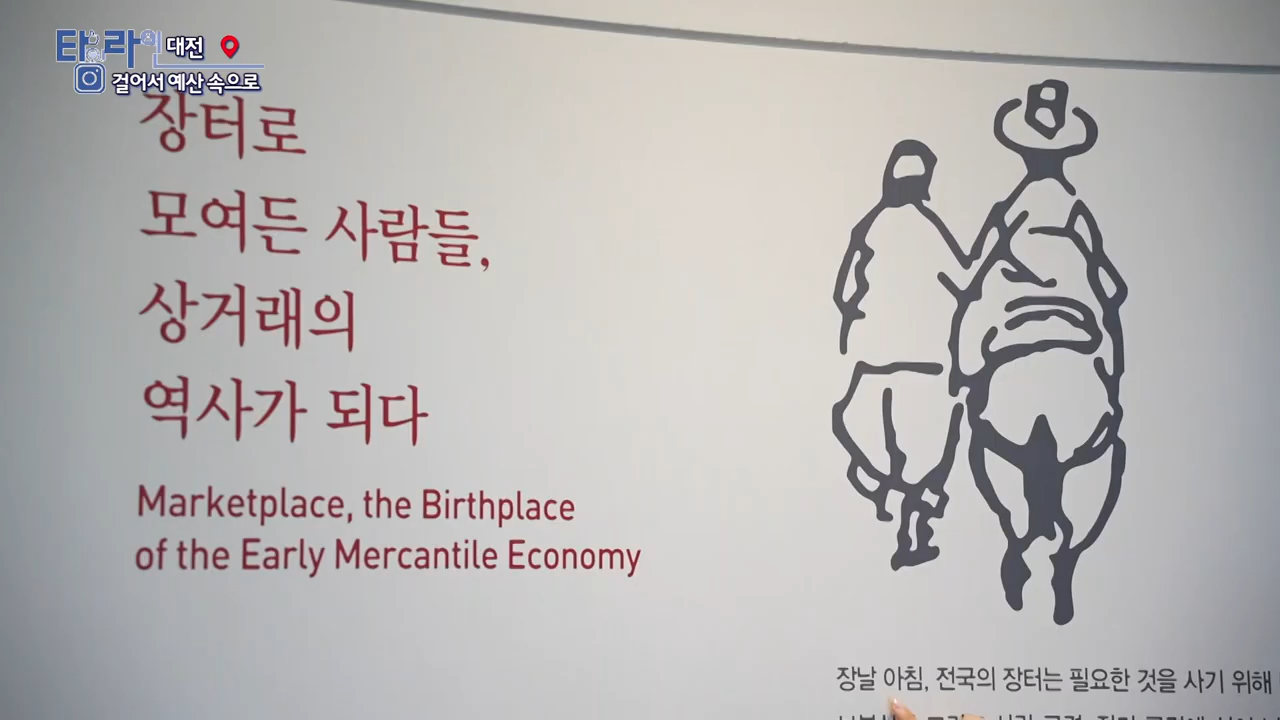 대전
걸어서 예산 속으로
장터로
모여든 사람들,
상거래의
역사가 되다
Marketplace, the Birthplace
of the Early Mercantile Economy
장날 아침, 전국의 장터는 필요한 것을 사기 위해